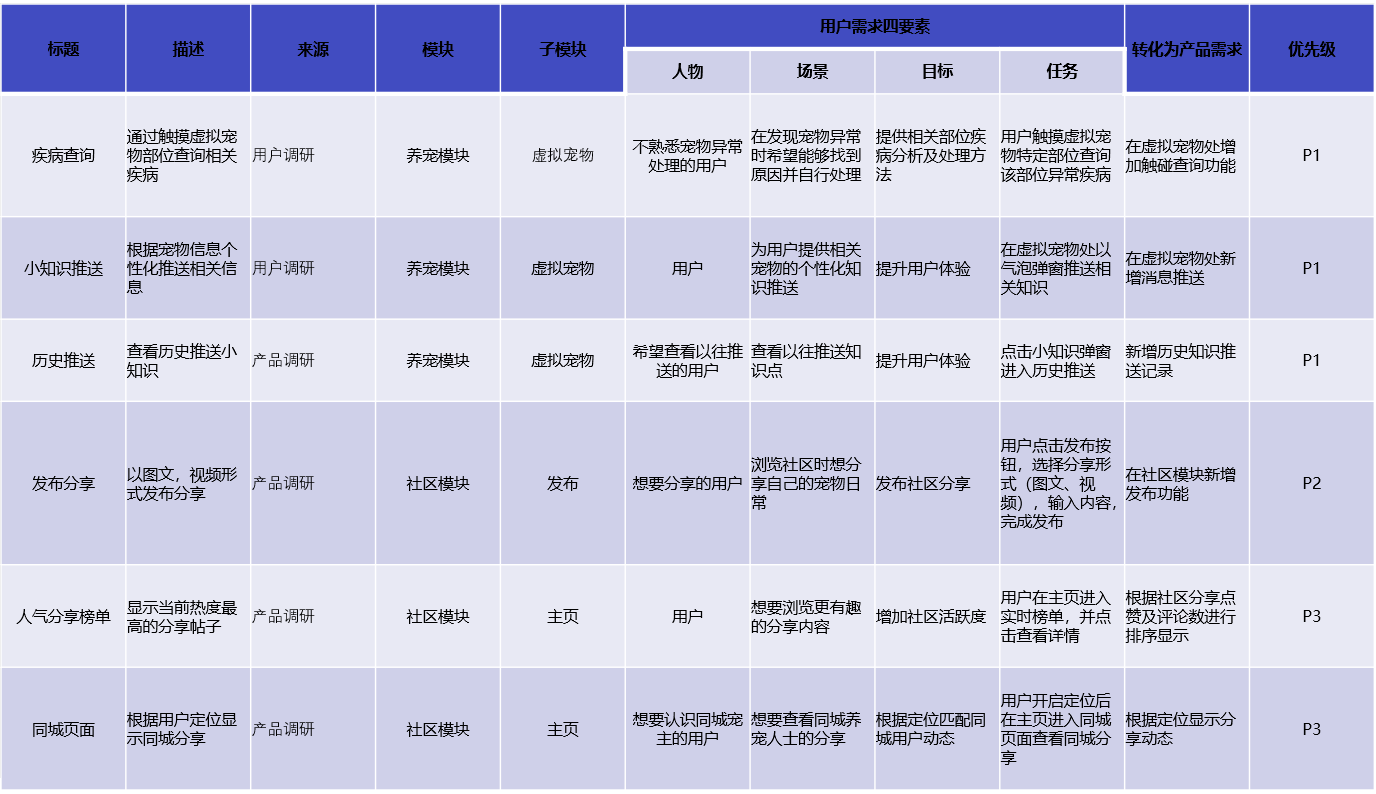 标题
描述
来源
模块
子模块
用户需求四要素
人物
场景
目标
任务
转化为产品需求
优先级
疾病查询
通过触摸虚拟宠
物部位查询相关
疾病
用户调研
养宠模块
虚拟宠物
不熟悉宠物异常
处理的用户
在发现宠物异常
时希望能够找到
原因并自行处理
提供相关部位疾
病分析及处理方
法
用户触摸虚拟宠
物特定部位查询
该部位异常疾病
在虚拟宠物处增
加触碰查询功能
P1
小知识推送
根据宠物信息个
性化推送相关信
息
用户调研
养宠模块
虚拟宠物
用户
为用户提供相关
宠物的个性化知
识推送
提升用户体验
在虚拟宠物处以
气泡弹窗推送相
关知识
在虚拟宠物处新
增消息推送
P1
历史推送
查看历史推送小
知识
产品调研
养宠模块
虚拟宠物
希望查看以往推
送的用户
查看以往推送知
识点
提升用户体验
点击小知识弹窗
进入历史推送
新增历史知识推
送记录
P1
发布分享
以图文，视频形
式发布分享
产品调研
社区模块
发布
想要分享的用户
浏览社区时想分
享自己的宠物日
常
发布社区分享
用户点击发布按
钮，选择分享形
式（图文、视
频），输入内容，
完成发布
在社区模块新增
发布功能
P2
人气分享榜单
显示当前热度最
高的分享帖子
产品调研
社区模块
主页
用户
想要浏览更有趣
的分享内容
增加社区活跃度
用户在主页进入
实时榜单，并点
击查看详情
根据社区分享点
赞及评论数进行
排序显示
P3
同城页面
根据用户定位显
示同城分享
产品调研
社区模块
主页
想要认识同城宠
主的用户
想要查看同城养
宠人士的分享
根据定位匹配同
城用户动态
用户开启定位后
在主页进入同城
页面查看同城分
享
根据定位显示分
享动态
P3